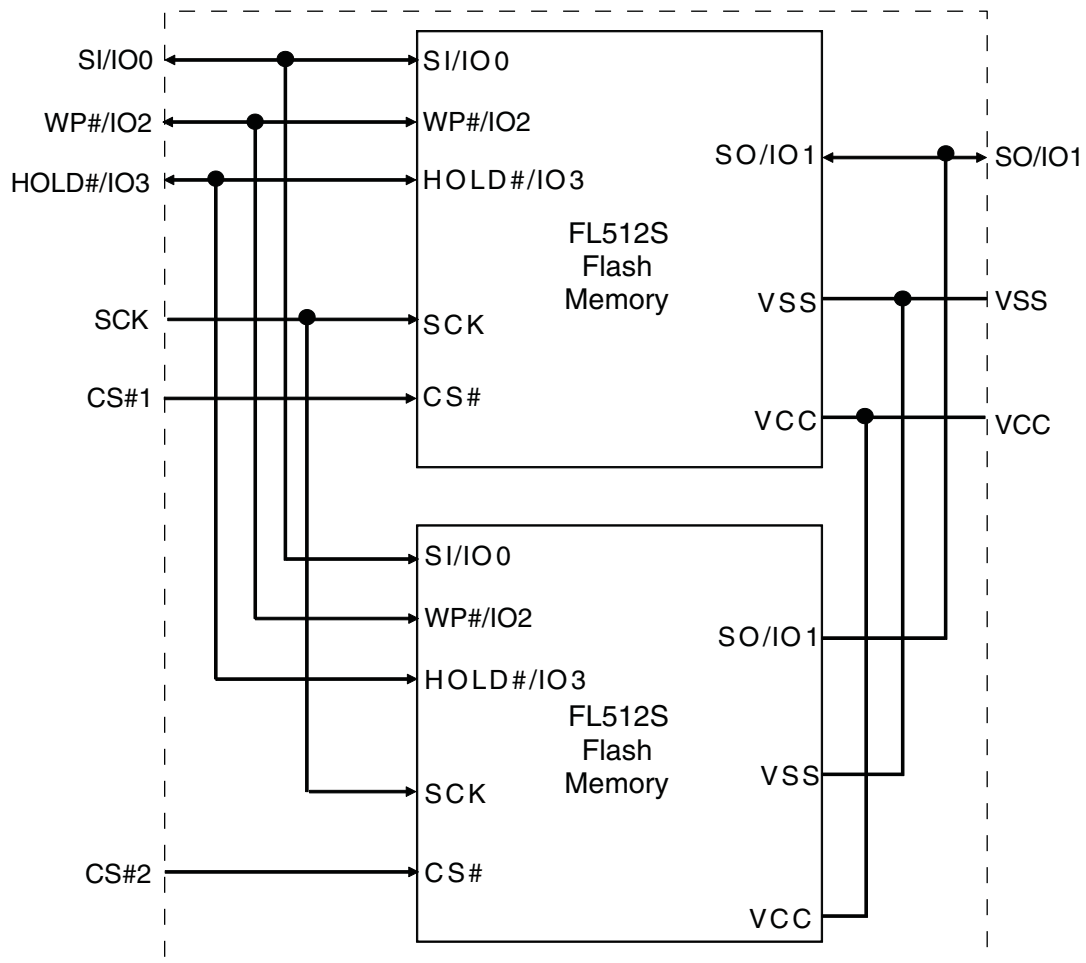 SI/IO0
WP#/IO2
HOLD#/IO3
SCK
CS#1
CS#2
SI/IO0
WP#/IO2
HOLD#/IO3
SCK
CS#
FL512S
Flash
Memory
SO/IO1
VSS
VCC
SI/IO0
WP#/IO2
HOLD#/IO3
SCK
CS#
FL512S
Flash
Memory
SO/IO1
VSS
VCC
SO/IO1
VSS
VCC